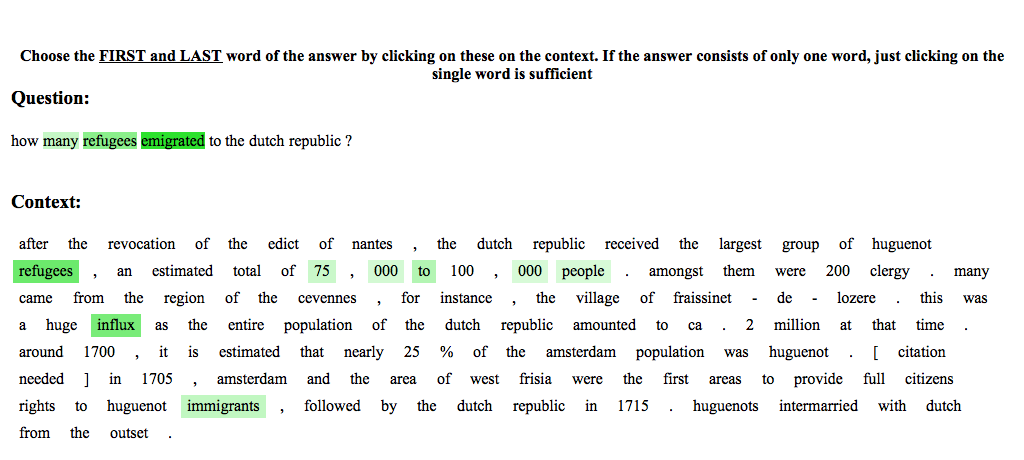 Choose the FIRST and LAST word of the answer by clicking on these on the context. If the answer consists of only one word, just clicking on the
single word is sufficient
Question:
how many refugees emigrated to the dutch republic ?
Context:
after the revocation of the edict of nantes , the dutch republic received the largest group of huguenot
refugees , an estimated total of 75 , 000 to 100 , 000 people . amongst them were 200 clergy . many
came from the region of the cevennes , for instance , the village of fraissinet - de - lozere . this was
a huge influx as the entire population of the dutch republic amounted to ca . 2 million at that time .
around 1700 , it is estimated that nearly 25 % of the amsterdam population was huguenot . [ citation
needed ] in 1705 , amsterdam and the area of west frisia were the first areas to provide full citizens
rights to huguenot immigrants , followed by the dutch republic in 1715 . huguenots intermarried with dutch
from the outset .